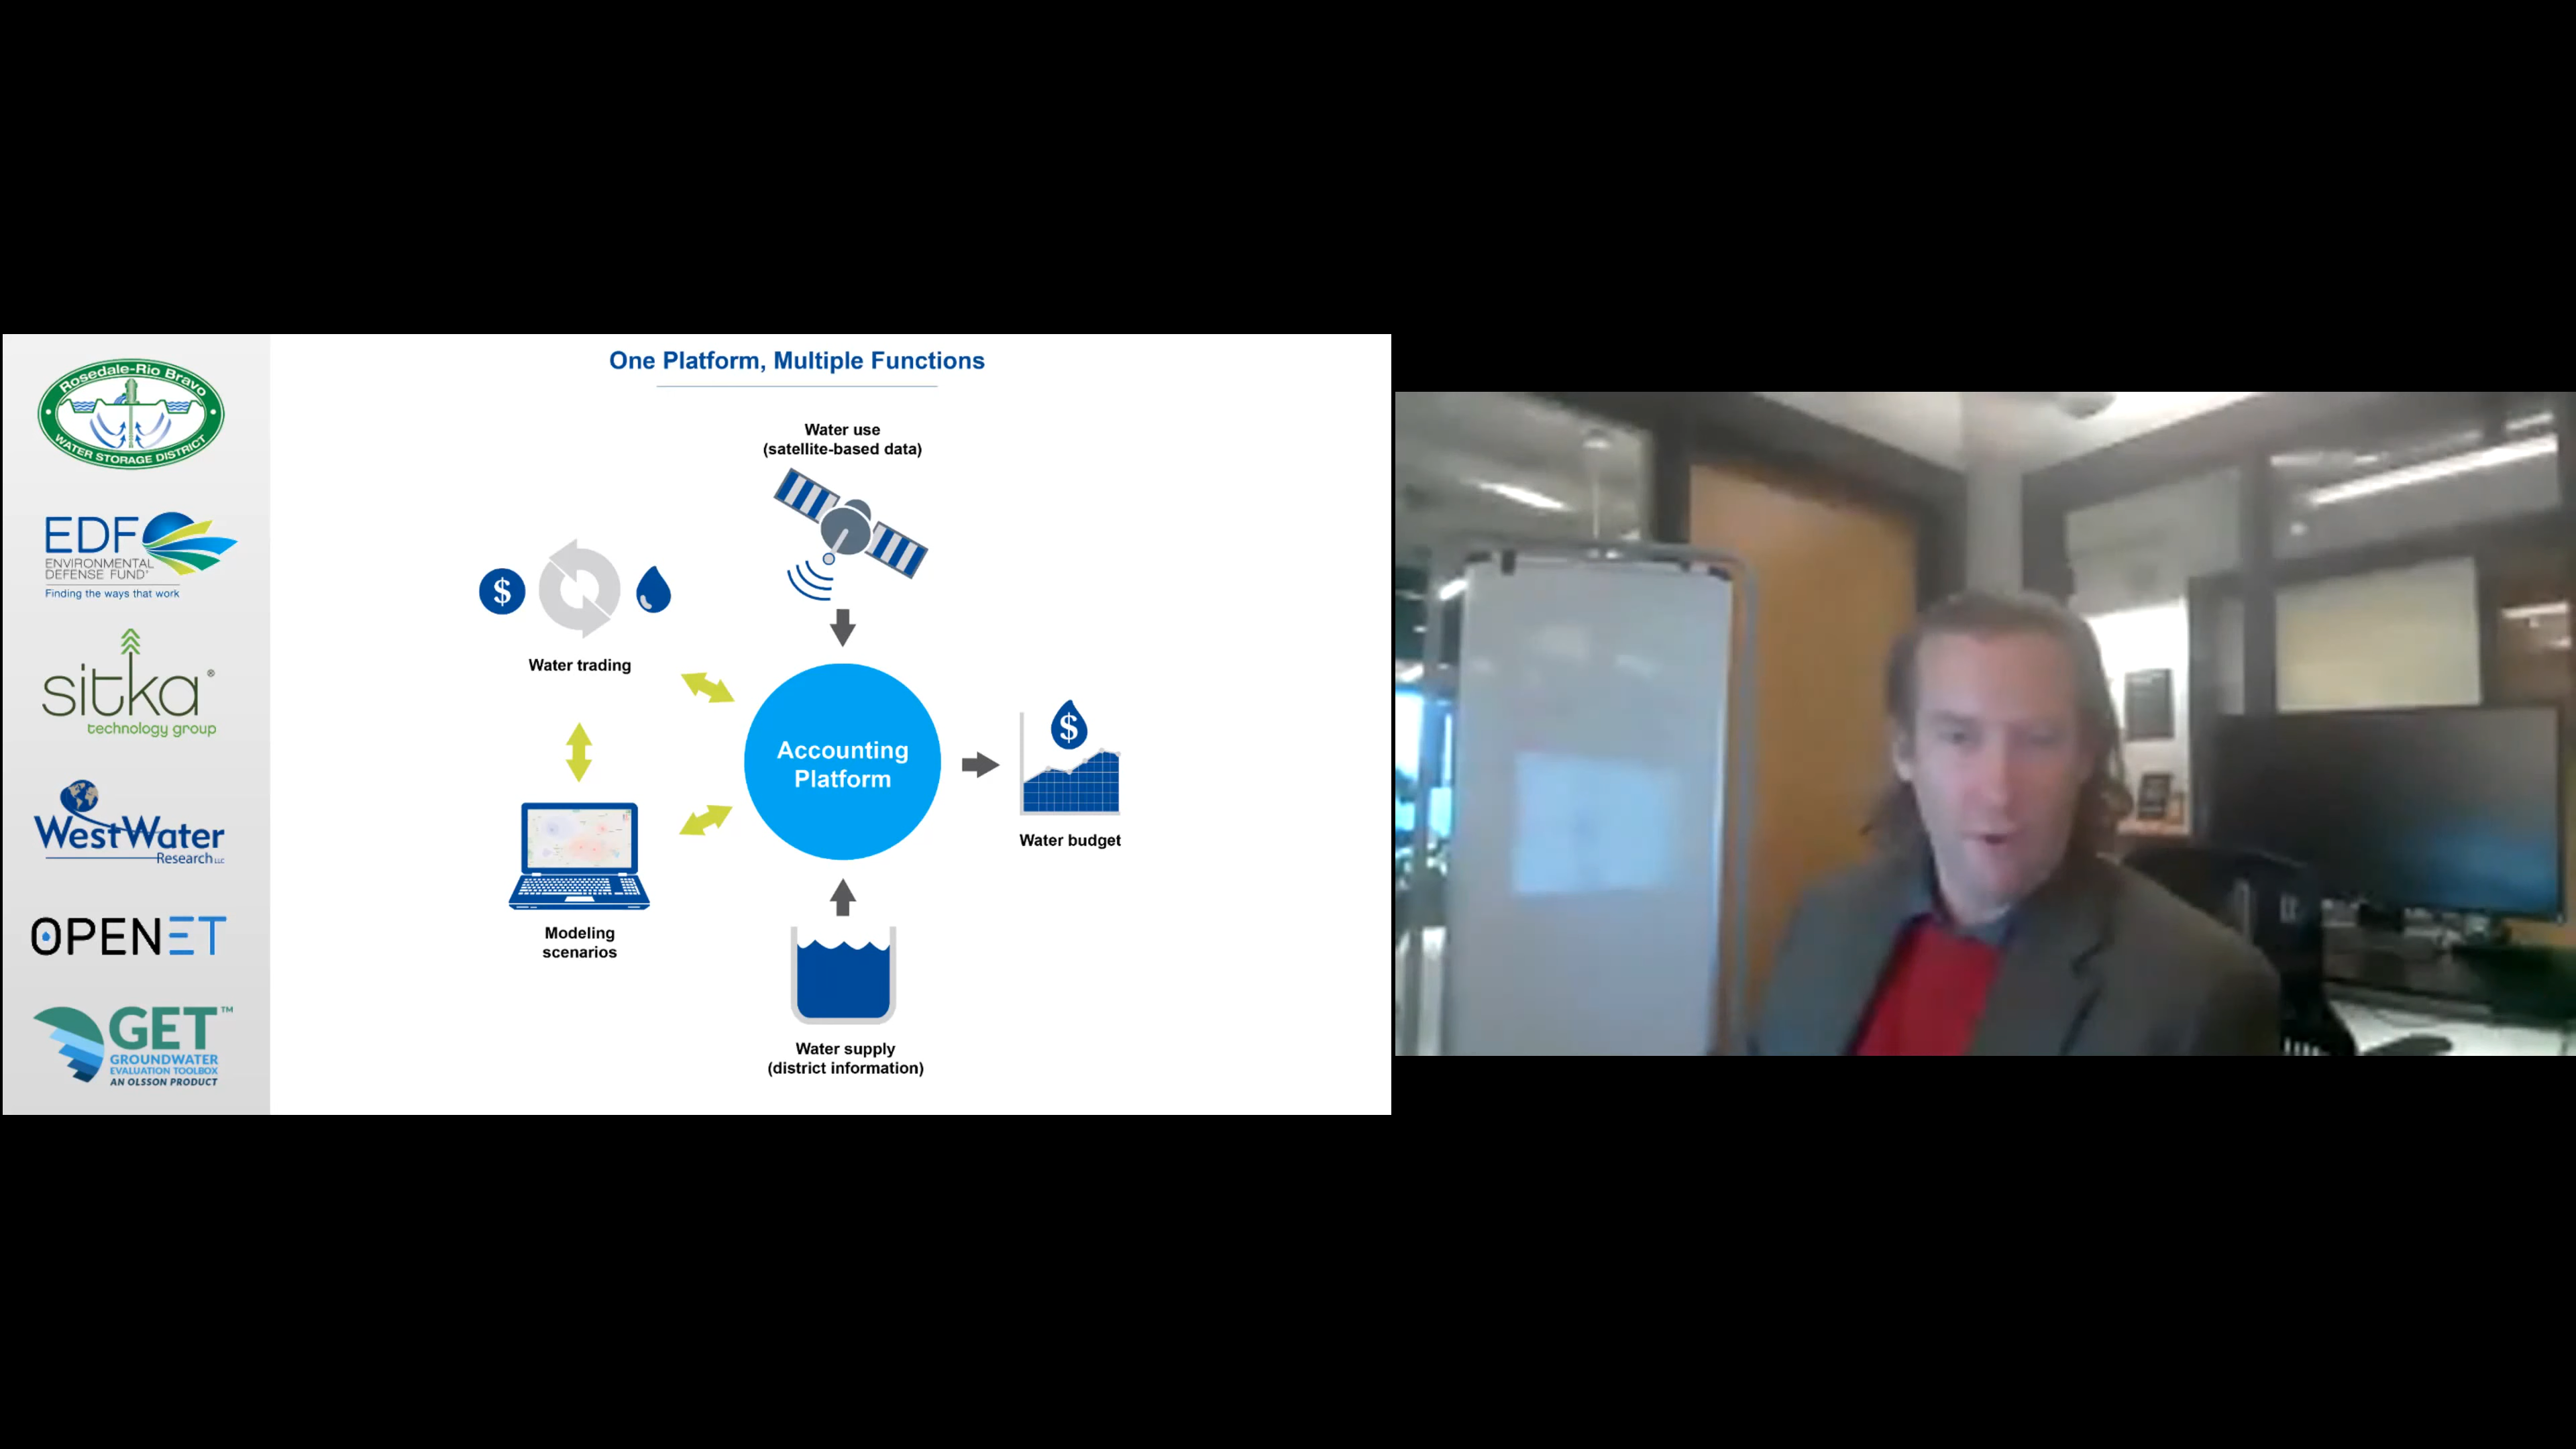 Rosedale-Rio Bravo
WATER STORAGE DISTRICT
EDF
ENVIRONMENTAL
DEFENSE FUND®
Finding the ways that work
sitka®
technology group
WestWater
Research LLC
OPENET
GET™
GROUNDWATER
EVALUATION TOOLBOX
AN OLSSON PRODUCT
One Platform, Multiple Functions
Water use
(satellite-based data)
$
Water trading
Accounting
Platform
$
Water budget
Modeling
scenarios
Water supply
(district information)